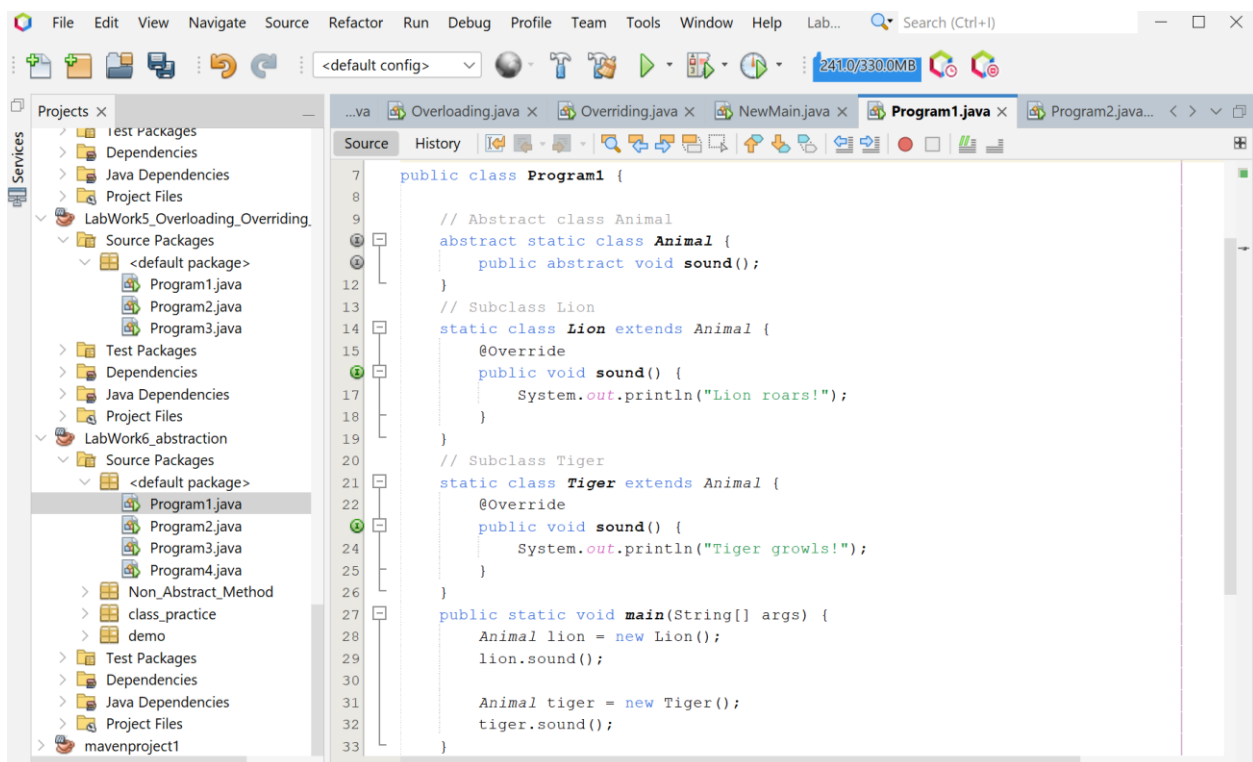 File Edit View Navigate Source Refactor Run Debug Profile Team Tools Window Help Lab... Search (Ctrl+I)
<default config> 241.0/330.0MB
Services
Projects
Test Packages
Dependencies
Java Dependencies
Project Files
LabWork5_Overloading_Overriding_
Source Packages
<default package>
Program1.java
Program2.java
Program3.java
Test Packages
Dependencies
Java Dependencies
Project Files
LabWork6_abstraction
Source Packages
<default package>
Program1.java
Program2.java
Program3.java
Program4.java
Non_Abstract_Method
class_practice
demo
Test Packages
Dependencies
Java Dependencies
Project Files
mavenproject1
...va Overloading.java Overriding.java NewMain.java Program1.java Program2.java...
Source History
7 public class Program1 {
8
9 // Abstract class Animal
abstract static class Animal {
public abstract void sound();
12 }
13 // Subclass Lion
14 static class Lion extends Animal {
15 @Override
public void sound() {
17 System.out.println("Lion roars!");
18 }
19 }
20 // Subclass Tiger
21 static class Tiger extends Animal {
22 @Override
public void sound() {
24 System.out.println("Tiger growls!");
25 }
26 }
27 public static void main(String[] args) {
28 Animal lion = new Lion();
29 lion.sound();
30
31 Animal tiger = new Tiger();
32 tiger.sound();
33 }